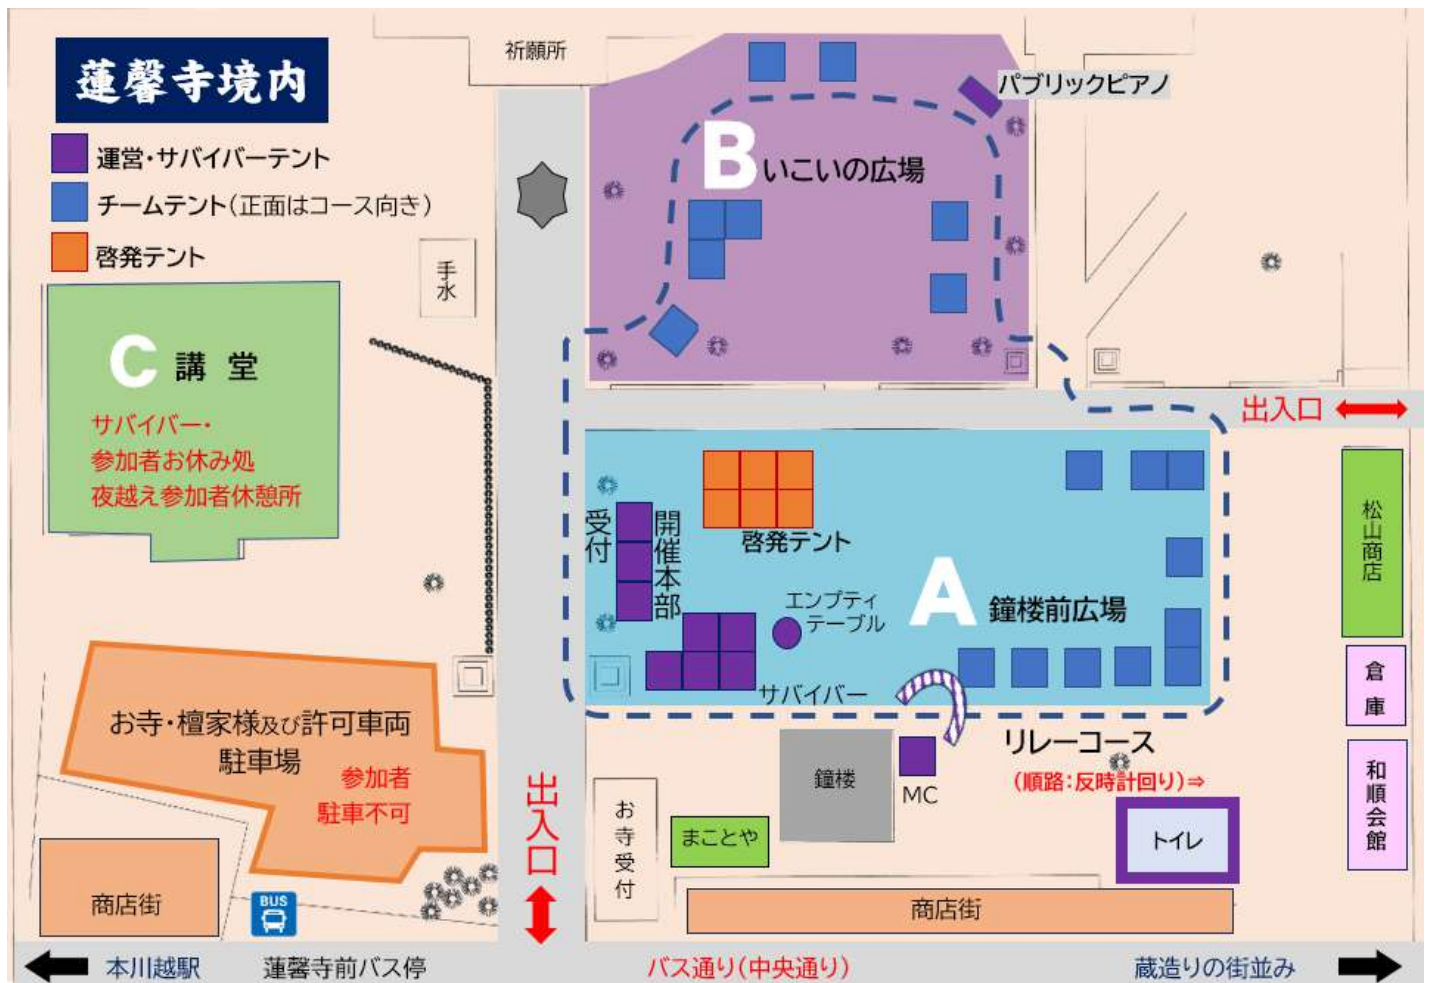 祈願所
蓮馨寺境内
パブリックピアノ
運営・サバイバーテント
チームテント(正面はコース向き)
啓発テント
B いこいの広場
手水
C 講堂
サバイバー・
参加者お休み処
夜越え参加者休憩所
出入口
受付
開催本部
啓発テント
エンプティ
テーブル
A 鐘楼前広場
サバイバー
松山商店
倉庫
和順会館
お寺・檀家様及び許可車両
駐車場
参加者
駐車不可
リレーコース
(順路:反時計回り)⇒
鐘楼
MC
出入口
お寺受付
まことや
トイレ
商店街
BUS
商店街
本川越駅
蓮馨寺前バス停
バス通り(中央通り)
蔵造りの街並み